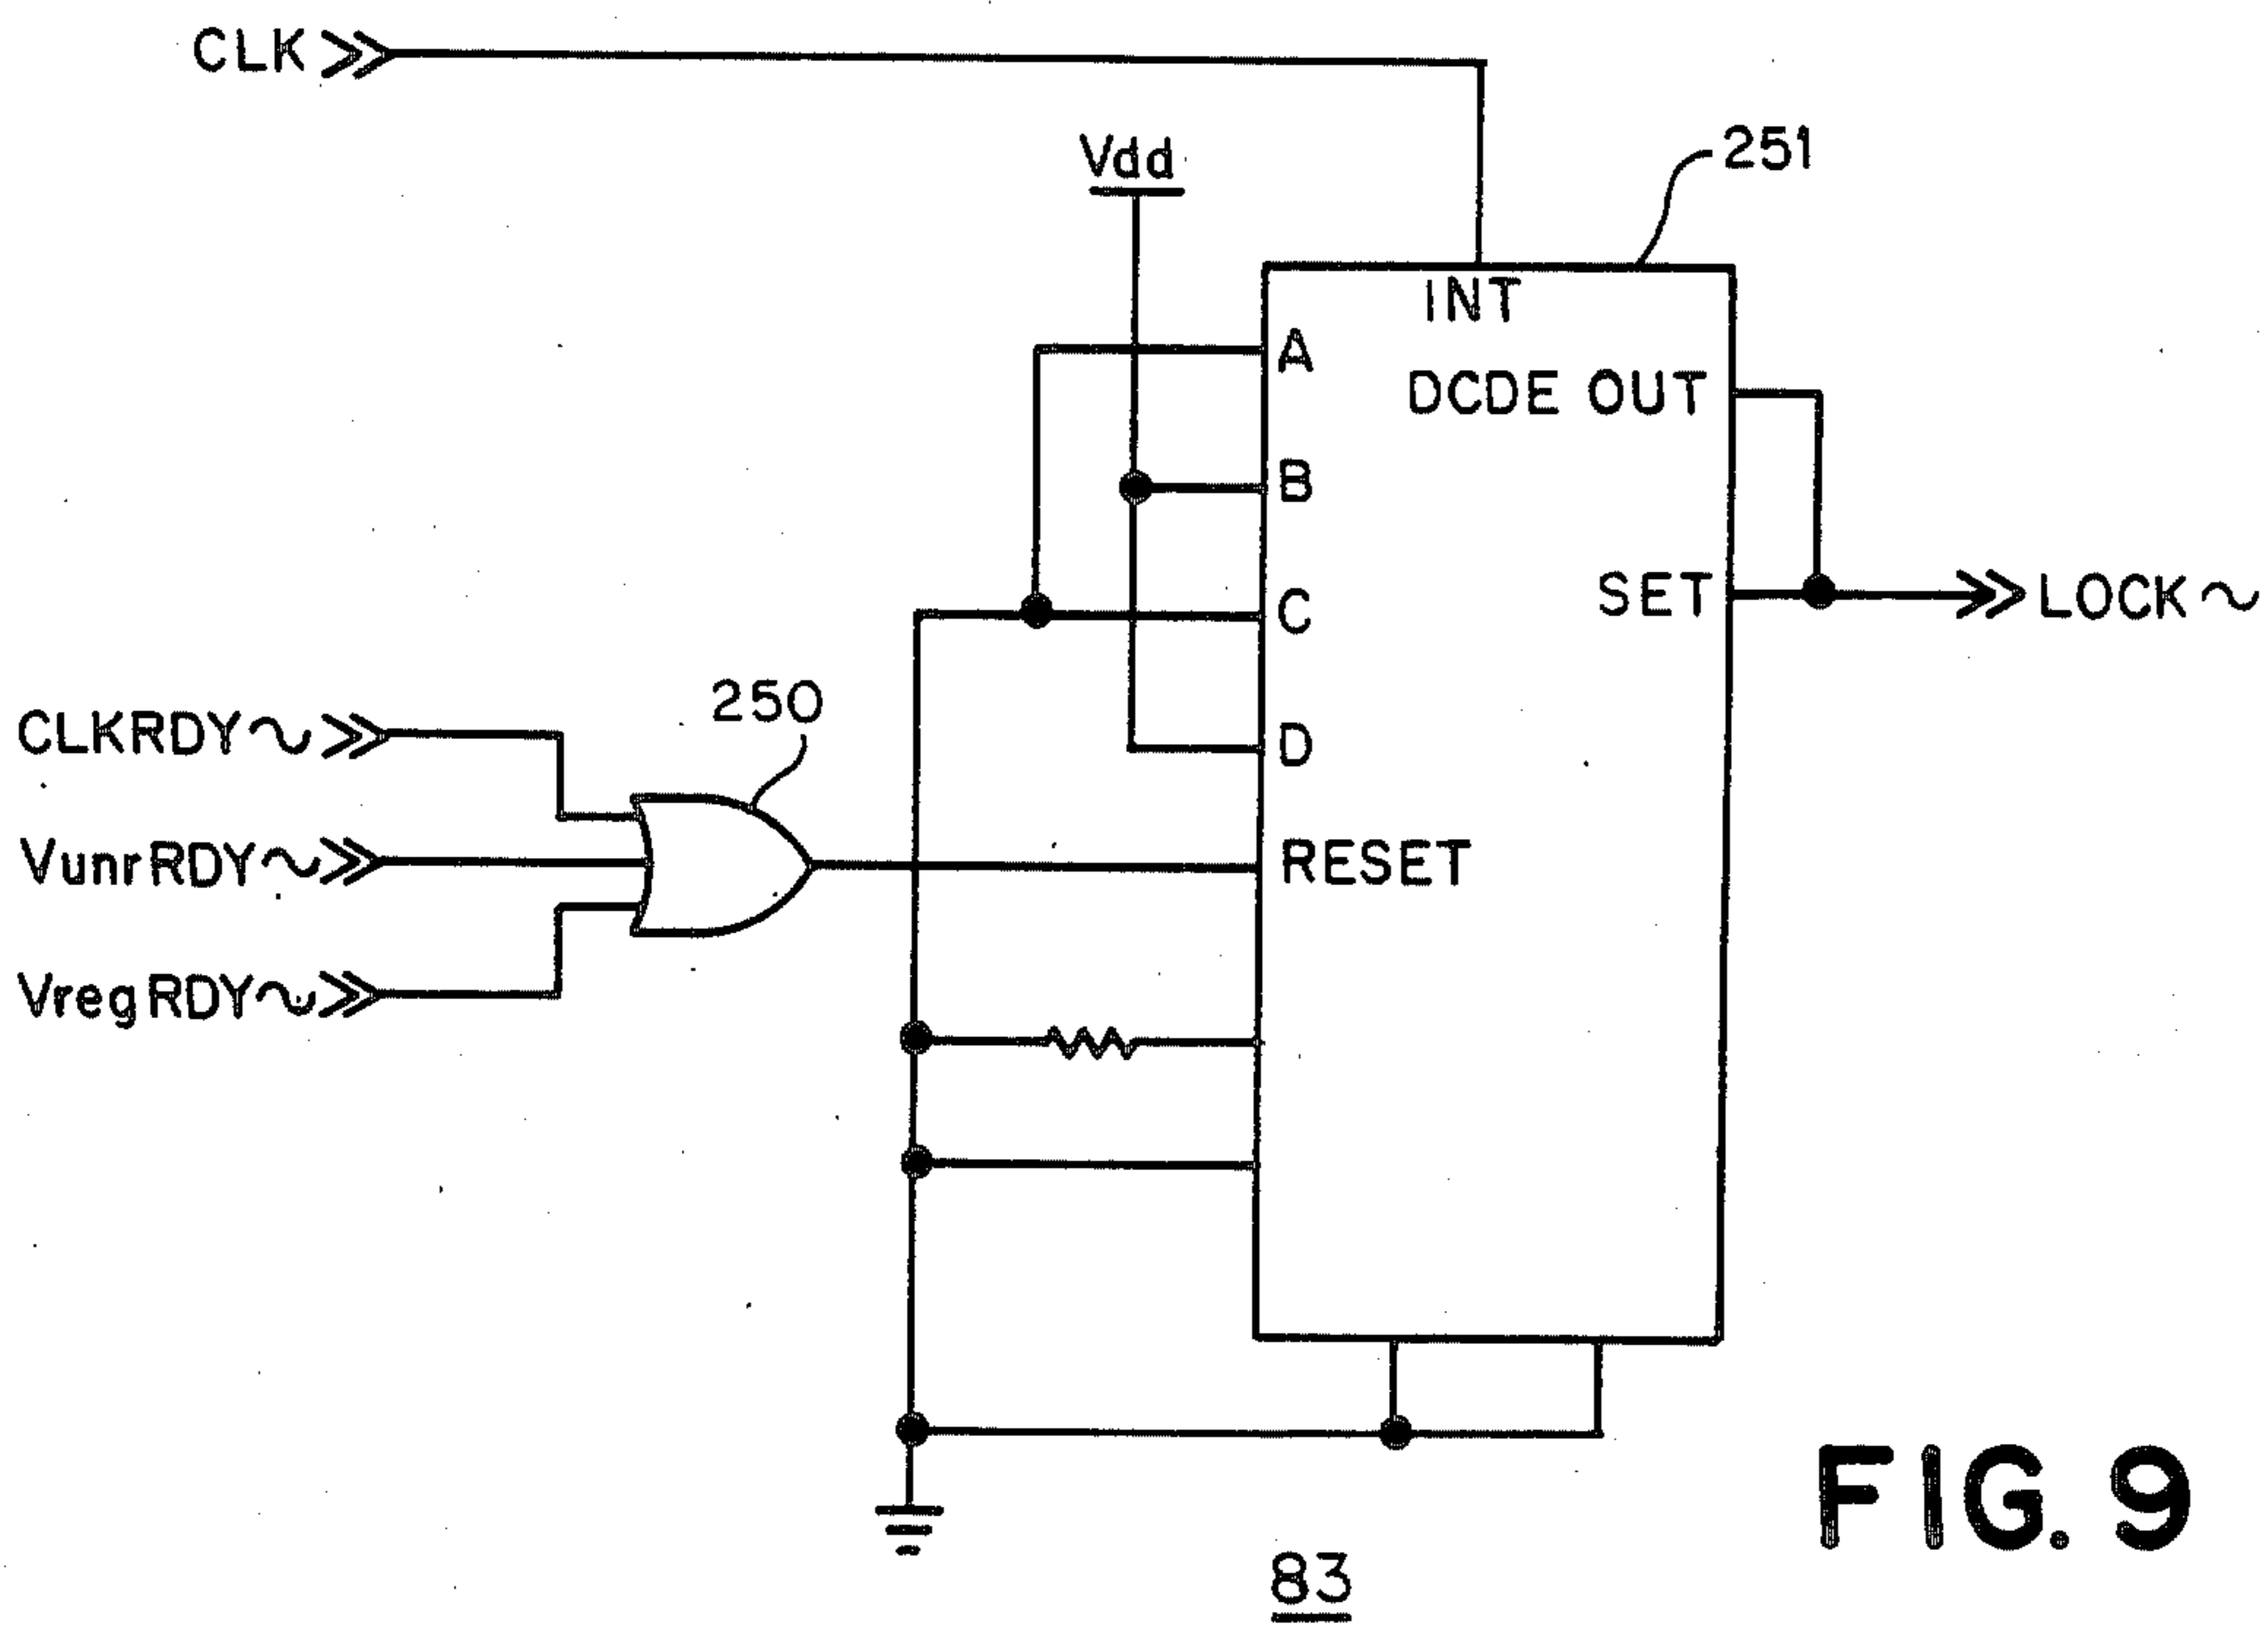 CLK
Vdd
251
INT
A
DCDE OUT
B
SET
LOCK~
C
250
CLKRDY~
D
VunrRDY~
RESET
VregRDY~
FIG. 9
83